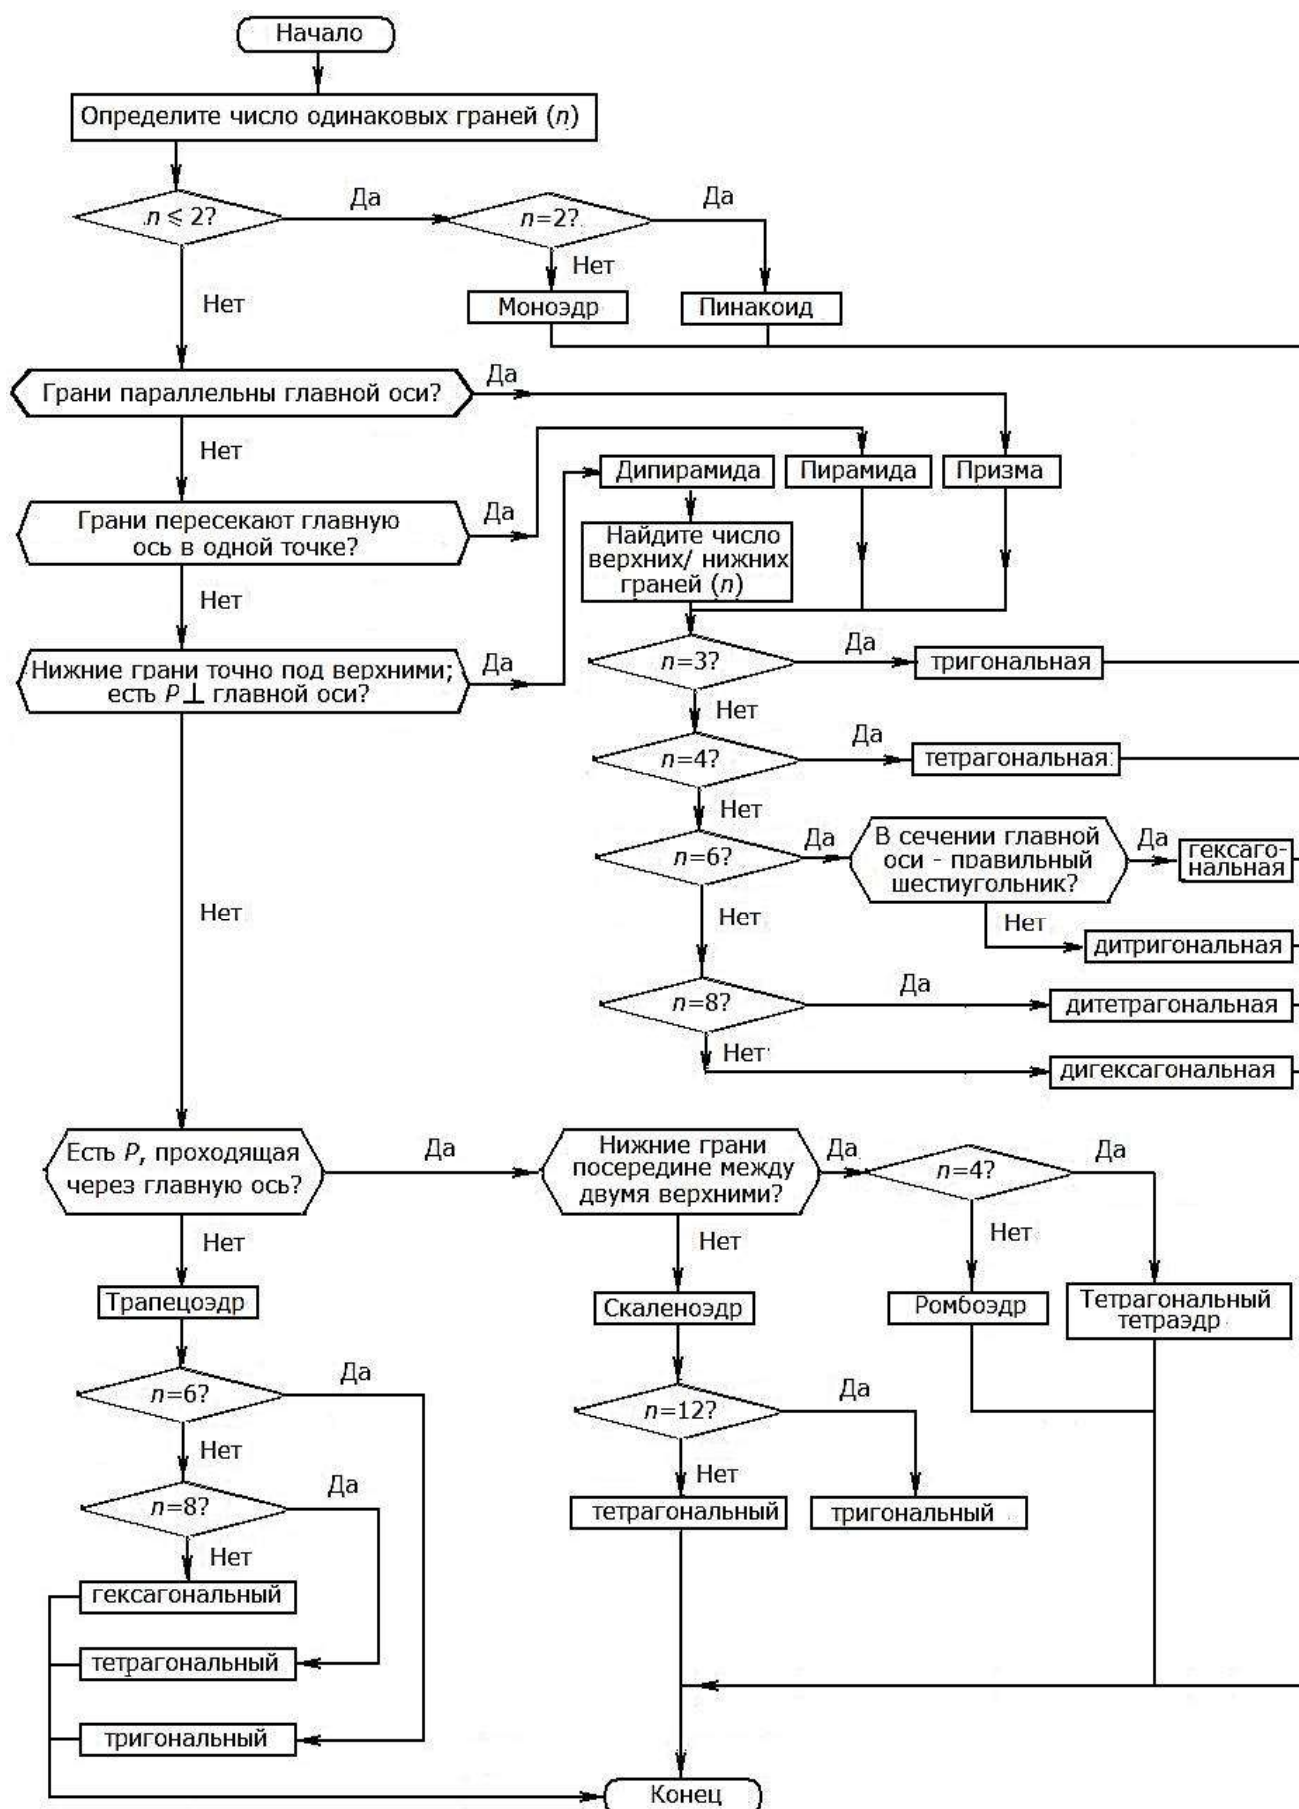 Начало
Определите число одинаковых граней (n)
n ⩽ 2?
Да
n=2?
Да
Нет
Нет
Моноэдр
Пинакоид
Грани параллельны главной оси?
Да
Нет
Дипирамида
Пирамида
Призма
Грани пересекают главную
ось в одной точке?
Да
Найдите число
верхних/ нижних
граней (n)
Нет
Нижние грани точно под верхними;
есть P⊥ главной оси?
Да
n=3?
Да
тригональная
Нет
n=4?
Да
тетрагональная
Нет
n=6?
Да
В сечении главной
оси - правильный
шестиугольник?
Да
гексаго-
нальная
Нет
Нет
Нет
дитригональная
n=8?
Да
дитетрагональная
Нет
дигексагональная
Есть P, проходящая
через главную ось?
Да
Нижние грани
посередине между
двумя верхними?
Да
n=4?
Да
Нет
Нет
Нет
Трапецоэдр
Скаленоэдр
Ромбоэдр
Тетрагональный
тетраэдр
n=6?
Да
n=12?
Да
Нет
Нет
n=8?
Да
тетрагональный
тригональный
Нет
гексагональный
тетрагональный
тригональный
Конец